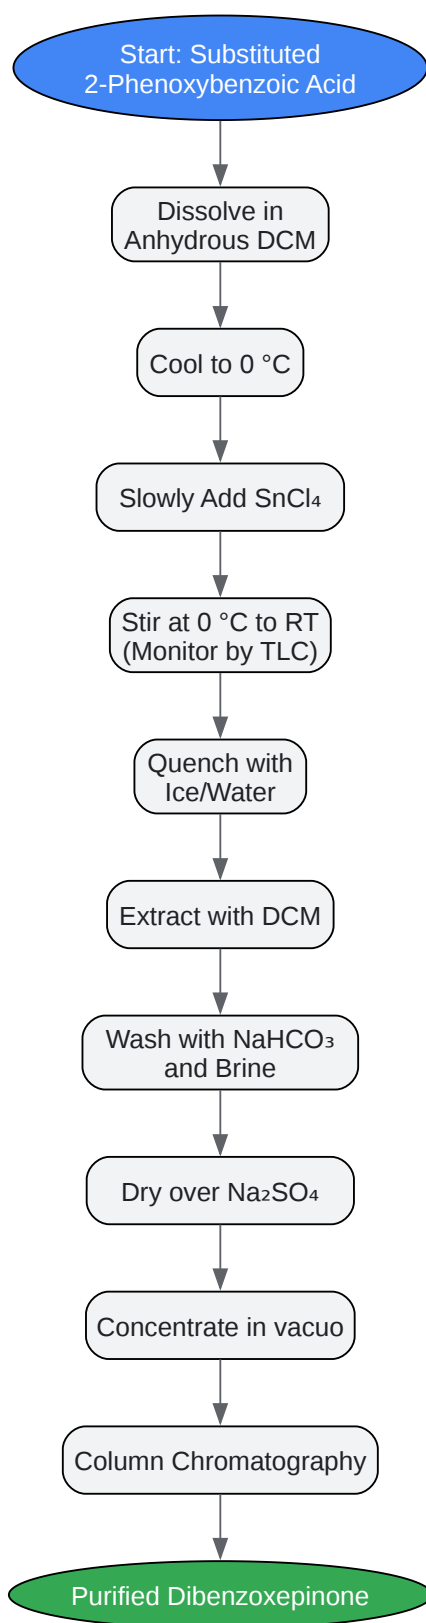 Start: Substituted
2-Phenoxybenzoic Acid
Dissolve in
Anhydrous DCM
Cool to 0 °C
Slowly Add SnCl₄
Stir at 0 °C to RT
(Monitor by TLC)
Quench with
Ice/Water
Extract with DCM
Wash with NaHCO₃
and Brine
Dry over Na₂SO₄
Concentrate in vacuo
Column Chromatography
Purified Dibenzoxepinone